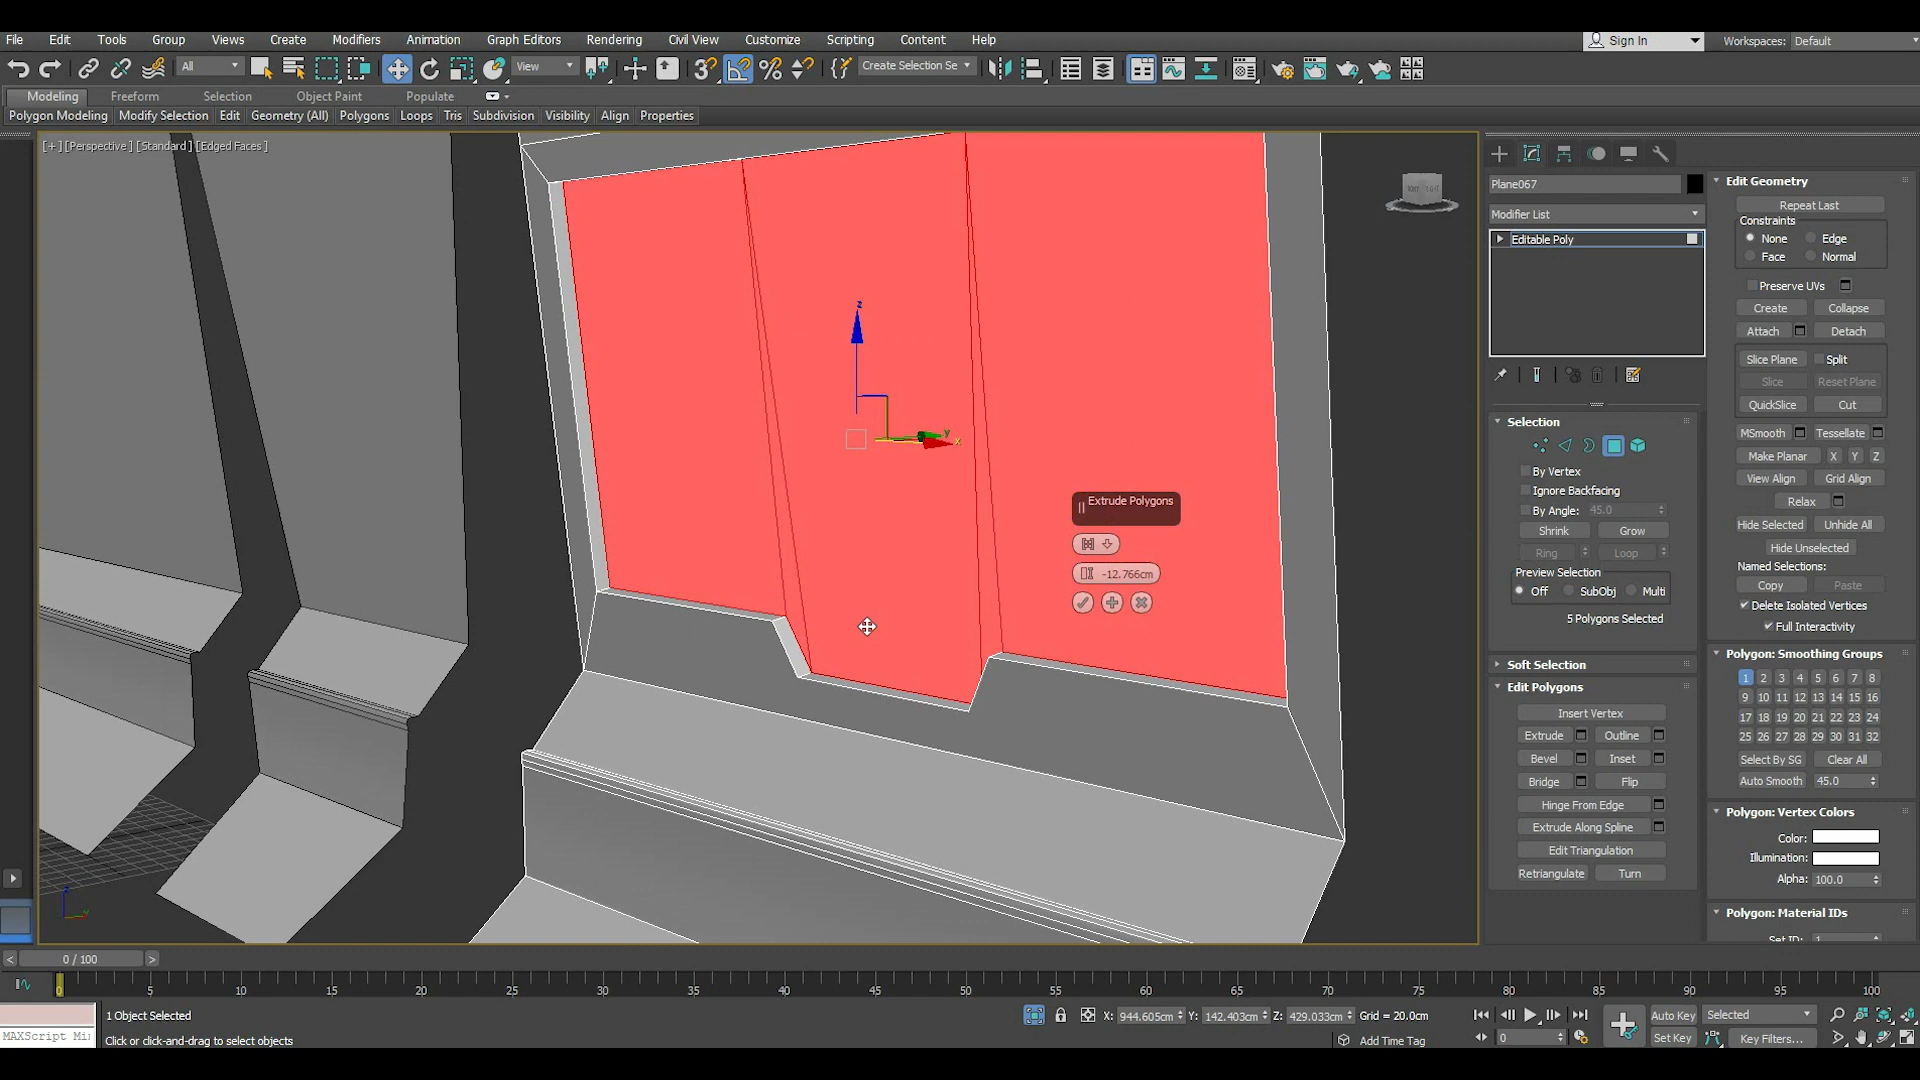 File Edit Tools Group Views Create Modifiers Animation Graph Editors Rendering Civil View Customize Scripting Content Help Sign In Workspaces: Default
All View Create Selection Se
Modeling Freeform Selection Object Paint Populate
Polygon Modeling Modify Selection Edit Geometry (All) Polygons Loops Tris Subdivision Visibility Align Properties
[+] [Perspective] [Standard] [Edged Faces]
z
y
x
Extrude Polygons
-12.766cm
Plane067
Modifier List
Editable Poly
Selection
By Vertex
Ignore Backfacing
By Angle: 45.0
Shrink Grow
Ring Loop
Preview Selection
Off SubObj Multi
5 Polygons Selected
Soft Selection
Edit Polygons
Insert Vertex
Extrude Outline
Bevel Inset
Bridge Flip
Hinge From Edge
Extrude Along Spline
Edit Triangulation
Retriangulate Turn
Edit Geometry
Repeat Last
Constraints
None Edge
Face Normal
Preserve UVs
Create Collapse
Attach Detach
Slice Plane Split
Slice Reset Plane
QuickSlice Cut
MSmooth Tessellate
Make Planar X Y Z
View Align Grid Align
Relax
Hide Selected Unhide All
Hide Unselected
Named Selections:
Copy Paste
Delete Isolated Vertices
Full Interactivity
Polygon: Smoothing Groups
1 2 3 4 5 6 7 8
9 10 11 12 13 14 15 16
17 18 19 20 21 22 23 24
25 26 27 28 29 30 31 32
Select By SG Clear All
Auto Smooth 45.0
Polygon: Vertex Colors
Color:
Illumination:
Alpha: 100.0
Polygon: Material IDs
Set ID: 1
< 0 / 100 >
5 10 15 20 25 30 35 40 45 50 55 60 65 70 75 80 85 90 95 100
1 Object Selected X: 944.605cm Y: 142.403cm Z: 429.033cm Grid = 20.0cm Auto Key Selected
MAXScript Mi Click or click-and-drag to select objects Add Time Tag 0 Set Key Key Filters...